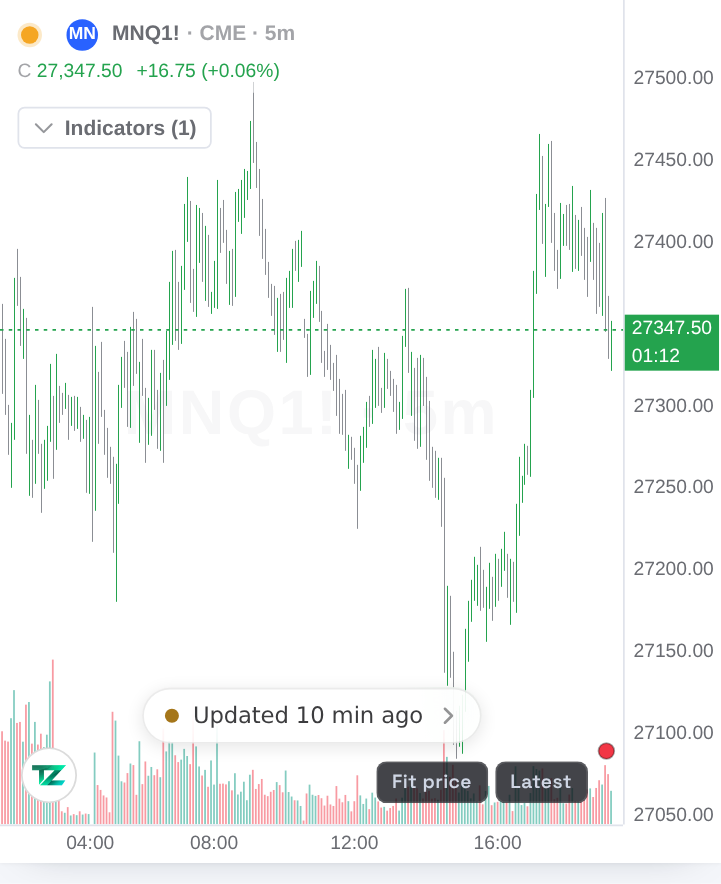 MN MNQ1! · CME · 5m
C 27,347.50 +16.75 (+0.06%)
Indicators (1)
27500.00
27450.00
27400.00
27347.50
01:12
27300.00
27250.00
27200.00
27150.00
27100.00
27050.00
Updated 10 min ago
TZ
Fit price
Latest
04:00 08:00 12:00 16:00